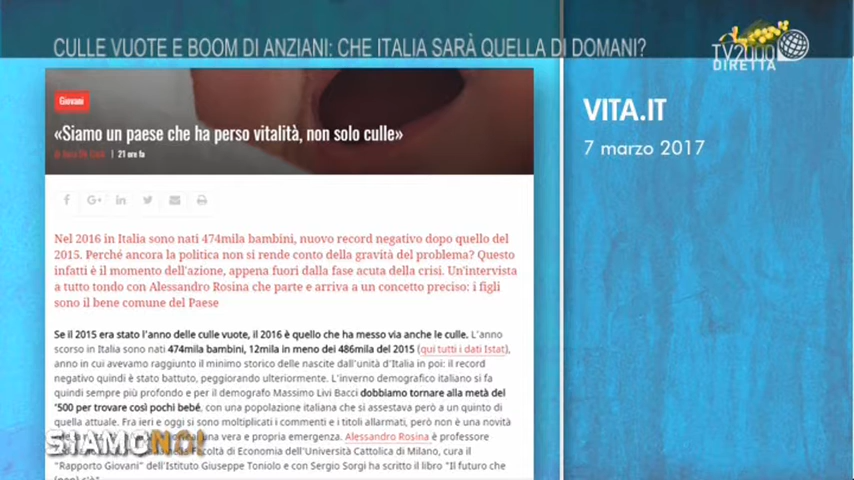 CULLE VUOTE E BOOM DI ANZIANI: CHE ITALIA SARÀ QUELLA DI DOMANI?
TV2000
DIRETTA
Giovani
«Siamo un paese che ha perso vitalità, non solo culle»
| 21 ore fa
VITA.IT
7 marzo 2017
f G+ in
Nel 2016 in Italia sono nati 474mila bambini, nuovo record negativo dopo quello del
2015. Perché ancora la politica non si rende conto della gravità del problema? Questo
infatti è il momento dell'azione, appena fuori dalla fase acuta della crisi. Un'intervista
a tutto tondo con Alessandro Rosina che parte e arriva a un concetto preciso: i figli
sono il bene comune del Paese
Se il 2015 era stato l'anno delle culle vuote, il 2016 è quello che ha messo via anche le culle. L'anno
scorso in Italia sono nati 474mila bambini, 12mila in meno dei 486mila del 2015 (qui tutti i dati Istat),
anno in cui avevamo raggiunto il minimo storico delle nascite dall'unità d'Italia in poi: il record
negativo quindi è stato battuto, peggiorando ulteriormente. L'inverno demografico italiano si fa
quindi sempre più profondo e per il demografo Massimo Livi Bacci dobbiamo tornare alla metà del
'500 per trovare così pochi bebè, con una popolazione italiana che si assestava però a un quinto di
quella attuale. Fra ieri e oggi si sono moltiplicati i commenti e i titoli allarmati, però non è una novità
una vera e propria emergenza. Alessandro Rosina è professore
Facoltà di Economia dell'Università Cattolica di Milano, cura il
"Rapporto Giovani" dell'Istituto Giuseppe Toniolo e con Sergio Sorgi ha scritto il libro "Il futuro che
SIAMO NOI